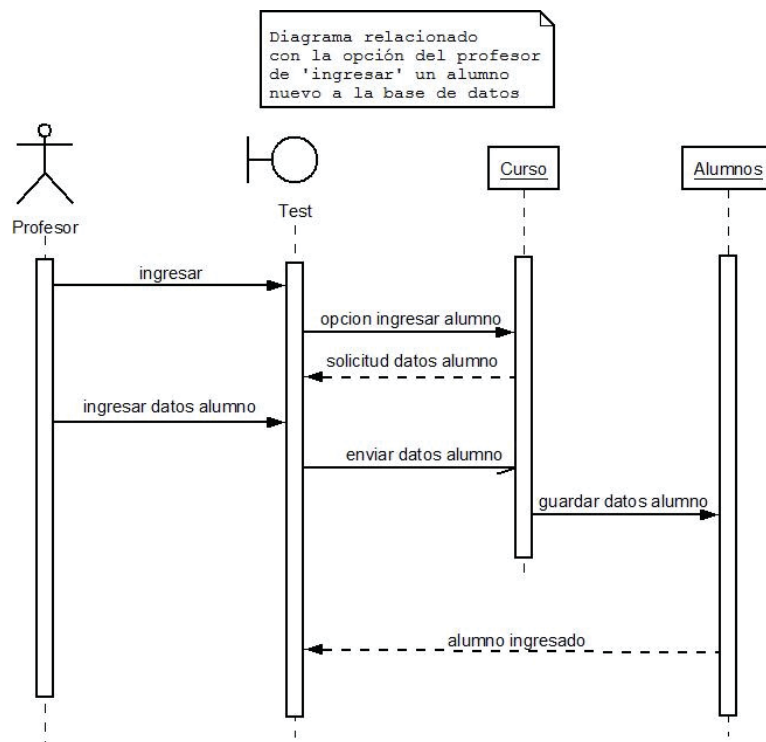 Diagrama relacionado
con la opción del profesor
de 'ingresar' un alumno
nuevo a la base de datos
Profesor
Test
Curso
Alumnos
ingresar
opcion ingresar alumno
solicitud datos alumno
ingresar datos alumno
enviar datos alumno
guardar datos alumno
alumno ingresado